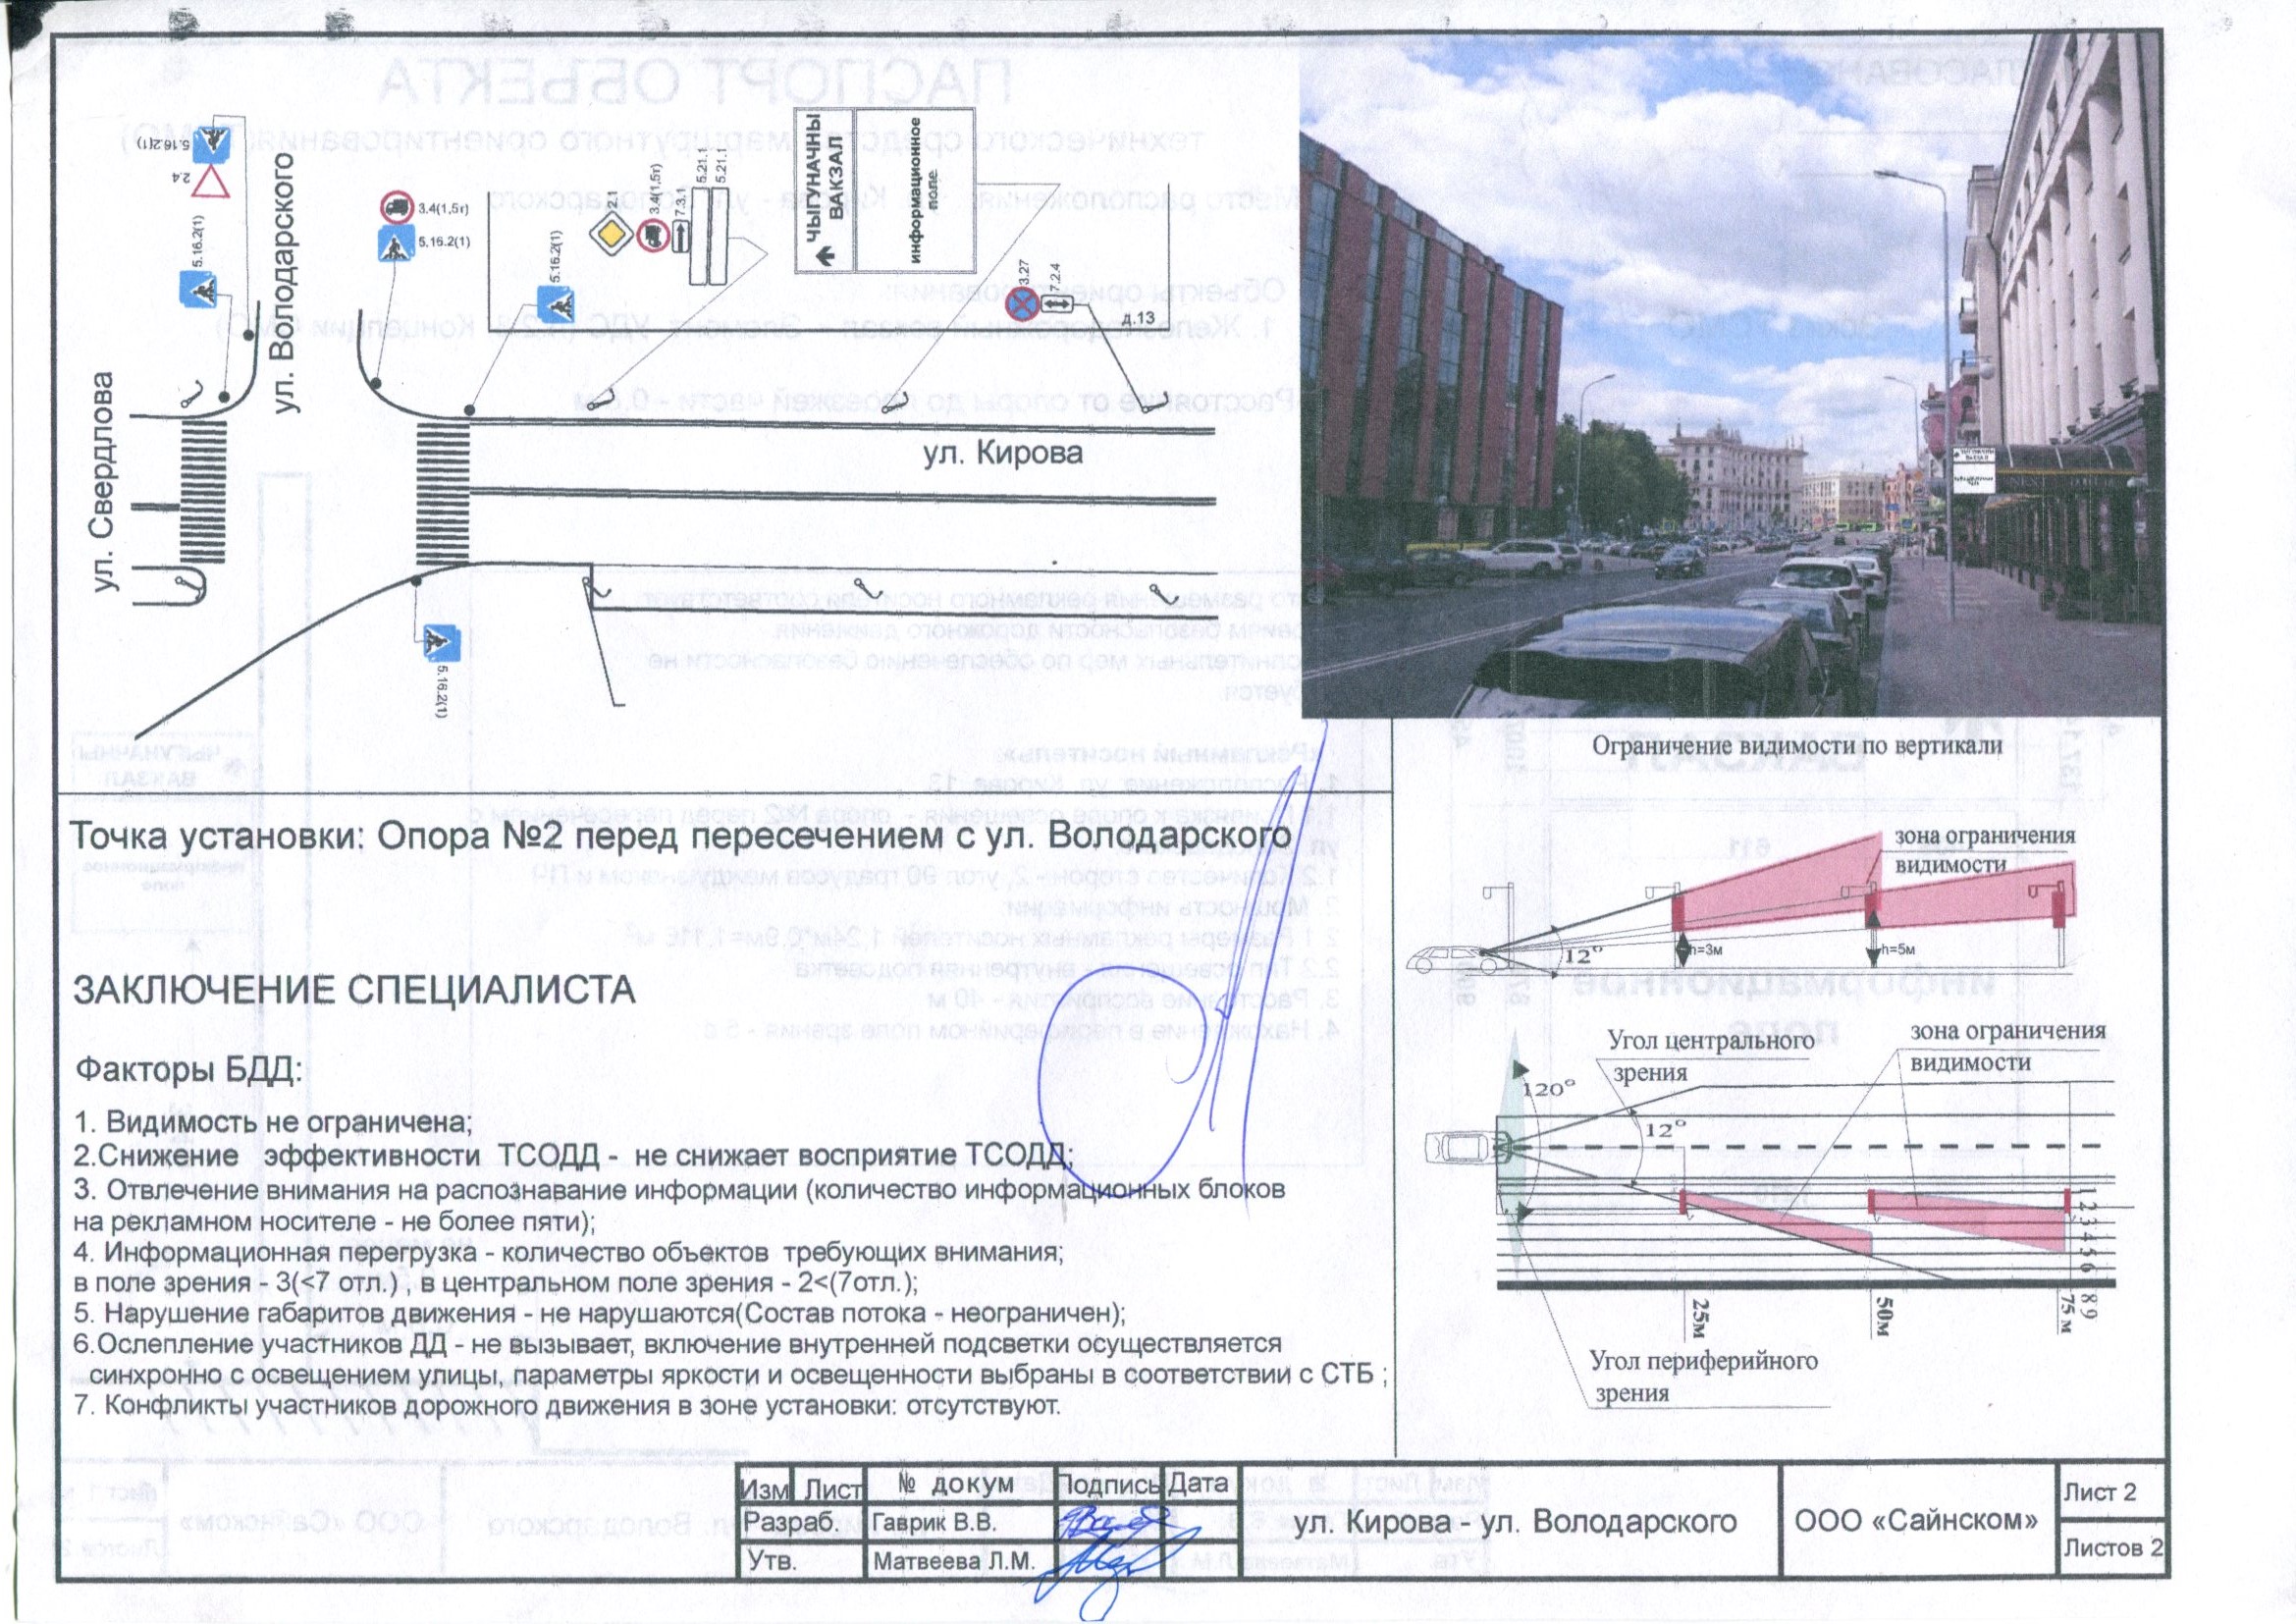 5.16.2(1)
2.4
5.16.2(1)
ул. Володарского
ул. Свердлова
3.4(1,5т)
5.16.2(1)
5.16.2(1)
2.1
3.4(1,5т)
7.3.1
5.21.1
5.21.1
ЧЫГУНАЧНЫ
ВАКЗАЛ
информационное
поле
3.27
7.2.4
д.13
ул. Кирова
5.16.2(1)
Точка установки: Опора №2 перед пересечением с ул. Володарского
ЗАКЛЮЧЕНИЕ СПЕЦИАЛИСТА
Факторы БДД:
1. Видимость не ограничена;
2.Снижение эффективности ТСОДД - не снижает восприятие ТСОДД;
3. Отвлечение внимания на распознавание информации (количество информационных блоков
на рекламном носителе - не более пяти);
4. Информационная перегрузка - количество объектов требующих внимания;
в поле зрения - 3(<7 отл.) , в центральном поле зрения - 2<(7отл.);
5. Нарушение габаритов движения - не нарушаются(Состав потока - неограничен);
6.Ослепление участников ДД - не вызывает, включение внутренней подсветки осуществляется
синхронно с освещением улицы, параметры яркости и освещенности выбраны в соответствии с СТБ ;
7. Конфликты участников дорожного движения в зоне установки: отсутствуют.
Ограничение видимости по вертикали
зона ограничения
видимости
12°
h=3м
h=5м
Угол центрального
зрения
зона ограничения
видимости
120°
12°
1 2 3 4 5 6
8 9
25м
50м
75 м
Угол периферийного
зрения
Изм Лист № докум Подпись Дата
Разраб. Гаврик В.В.
Утв. Матвеева Л.М.
ул. Кирова - ул. Володарского
ООО «Сайнском»
Лист 2
Листов 2